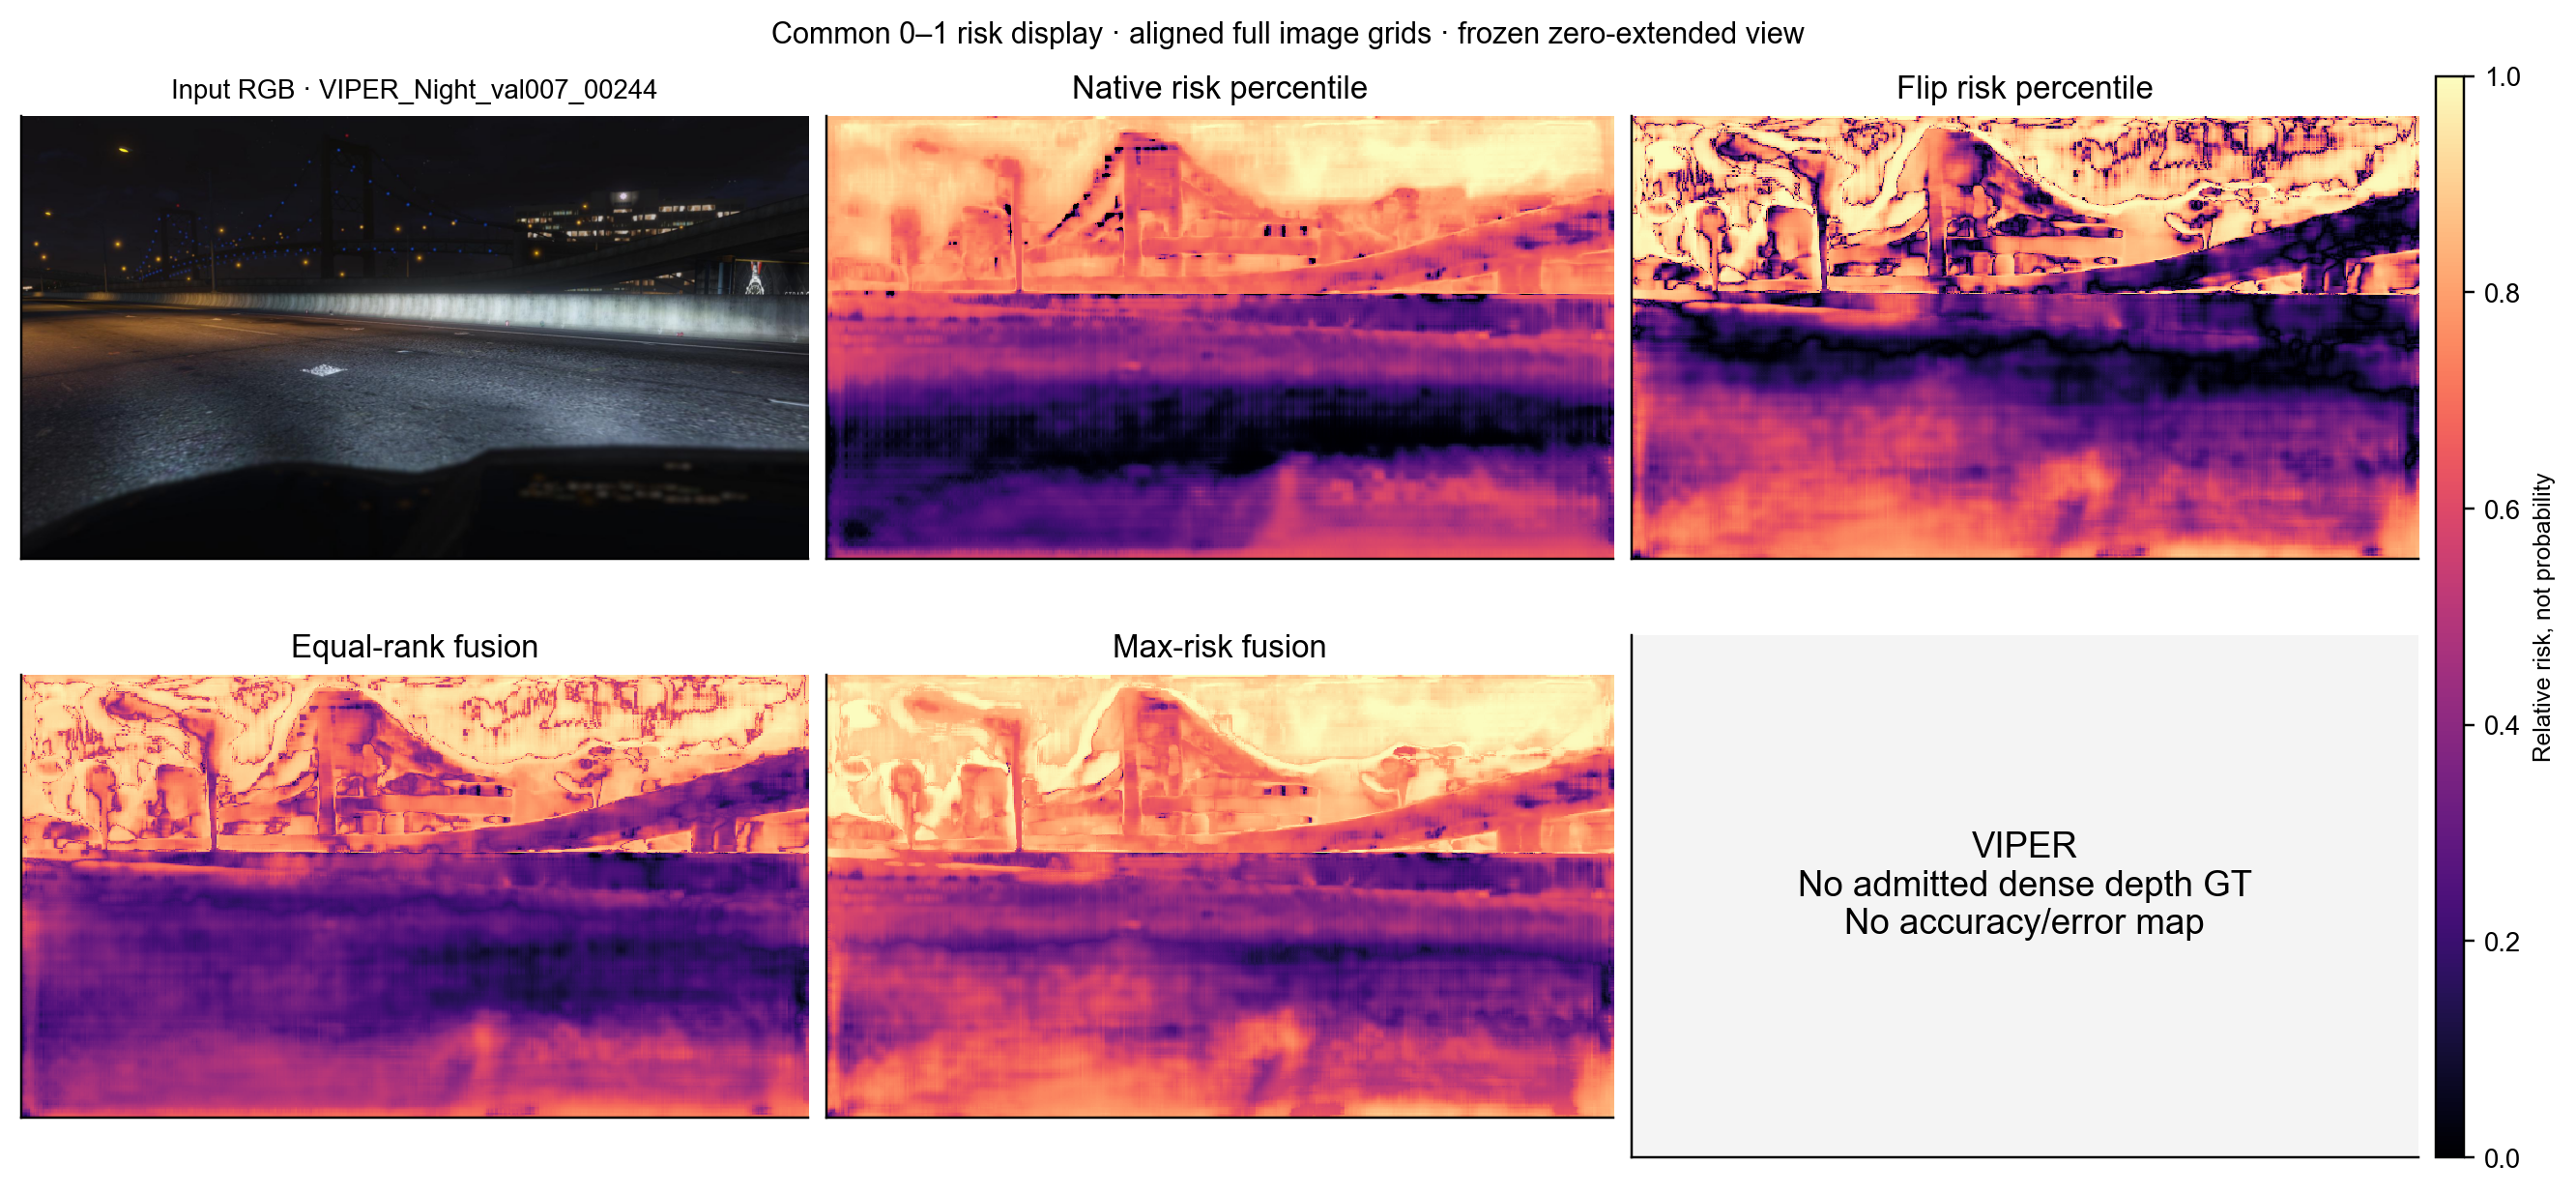 Common 0–1 risk display · aligned full image grids · frozen zero-extended view
Input RGB · VIPER_Night_val007_00244
Native risk percentile
Flip risk percentile
Equal-rank fusion
Max-risk fusion
VIPER
No admitted dense depth GT
No accuracy/error map
1.0
0.8
0.6
0.4
0.2
0.0
Relative risk, not probability